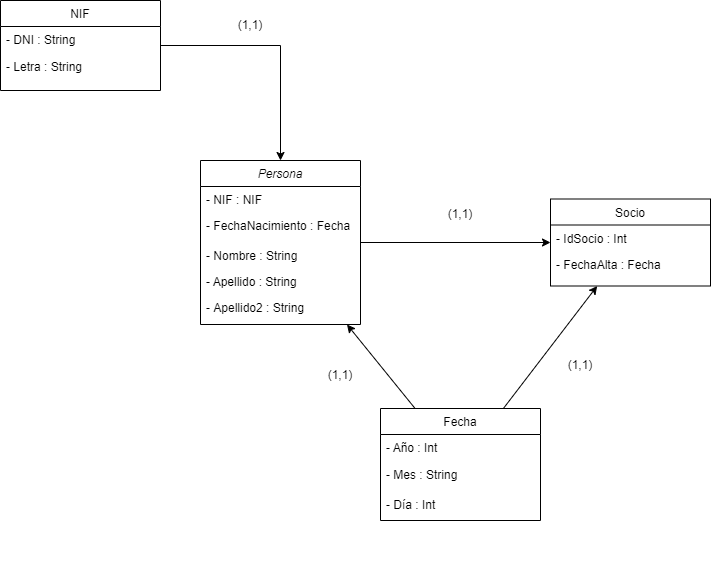 NIF
- DNI : String
- Letra : String
(1,1)
Persona
- NIF : NIF
- FechaNacimiento : Fecha
- Nombre : String
- Apellido : String
- Apellido2 : String
(1,1)
Socio
- IdSocio : Int
- FechaAlta : Fecha
(1,1)
(1,1)
Fecha
- Año : Int
- Mes : String
- Día : Int